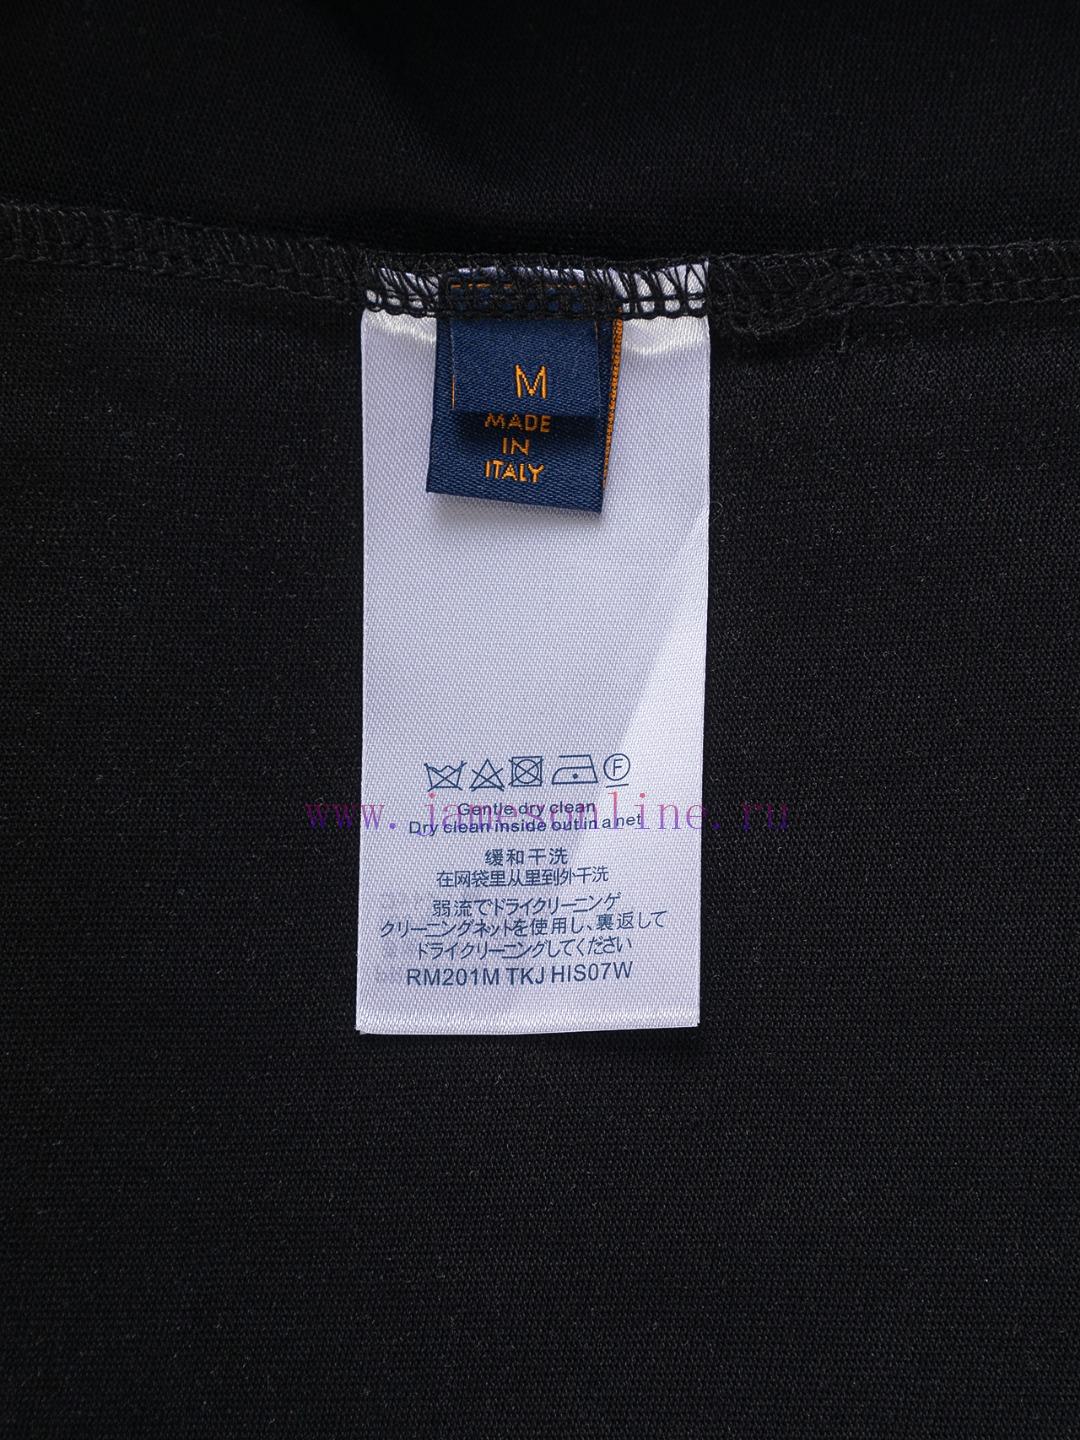 M
MADE
IN
ITALY
F
Gentle dry clean
www.jamesonline.ru
Dry clean inside out in a net
缓和干洗
在网袋里从里到外干洗
弱流でドライクリーニンゲ
クリーニングネットを使用し、裏返して
ドライクリーニングしてください
RM201M TKJ HIS07W